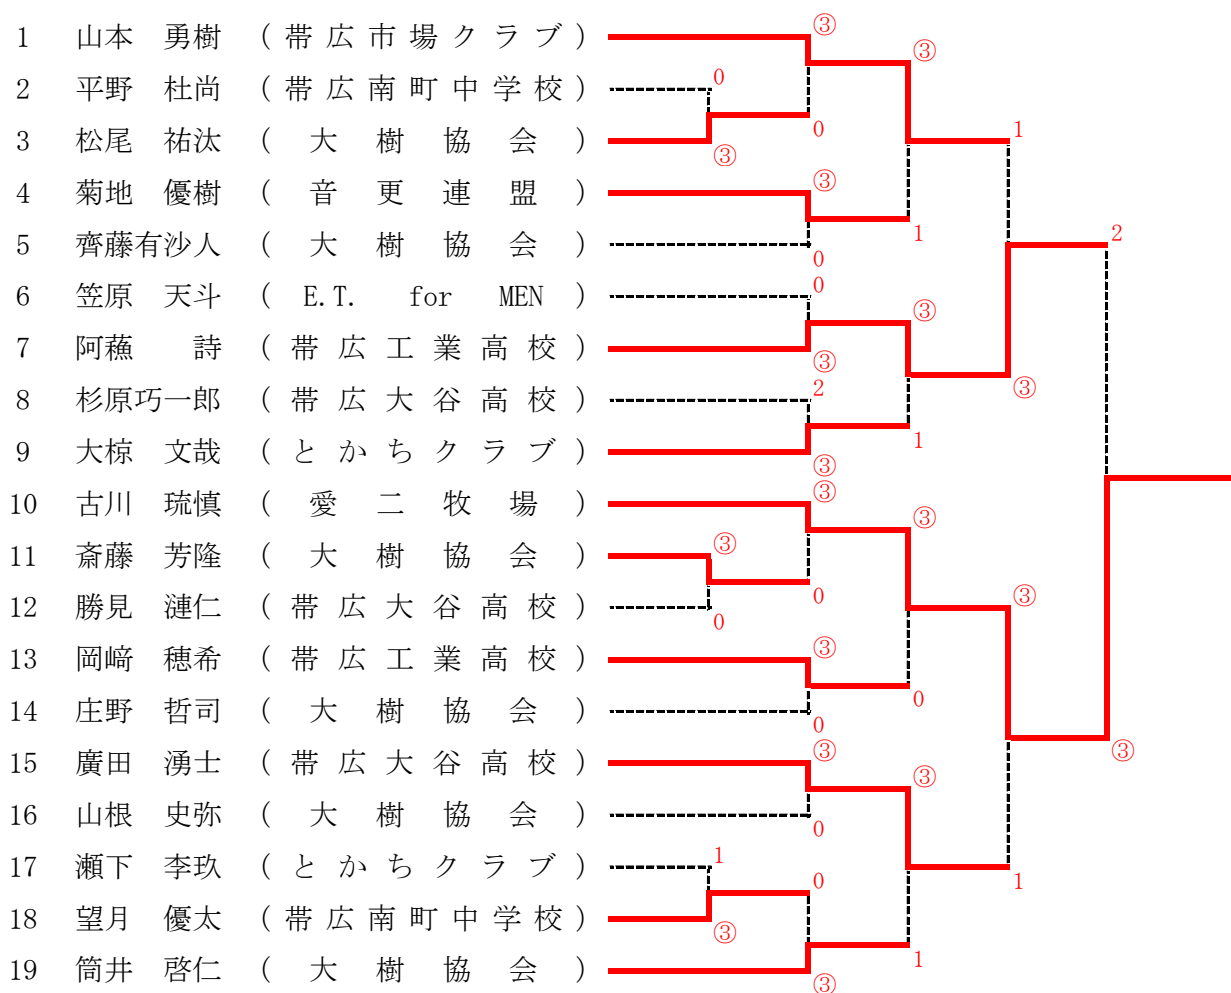 ③
1 山本 勇樹 ( 帯広市場クラブ ) ③
2 平野 杜尚 ( 帯広南町中学校 ) 0
3 松尾 祐汰 ( 大樹協会 ) ③ 0 1
4 菊地 優樹 ( 音更連盟 ) ③
5 齊藤有沙人 ( 大樹協会 ) 0 1 2
6 笠原 天斗 ( E.T. for MEN ) 0
7 阿蘓 詩 ( 帯広工業高校 ) ③ ③
8 杉原巧一郎 ( 帯広大谷高校 ) 2 ③
9 大椋 文哉 ( とかちクラブ ) ③ 1
10 古川 琉慎 ( 愛二牧場 ) ③ ③
11 斎藤 芳隆 ( 大樹協会 ) ③
12 勝見 漣仁 ( 帯広大谷高校 ) 0 0 ③
13 岡﨑 穂希 ( 帯広工業高校 ) ③
14 庄野 哲司 ( 大樹協会 ) 0 0
15 廣田 湧士 ( 帯広大谷高校 ) ③ ③ ③
16 山根 史弥 ( 大樹協会 ) 0
17 瀬下 李玖 ( とかちクラブ ) 1 0 1
18 望月 優太 ( 帯広南町中学校 ) ③
19 筒井 啓仁 ( 大樹協会 ) ③ 1